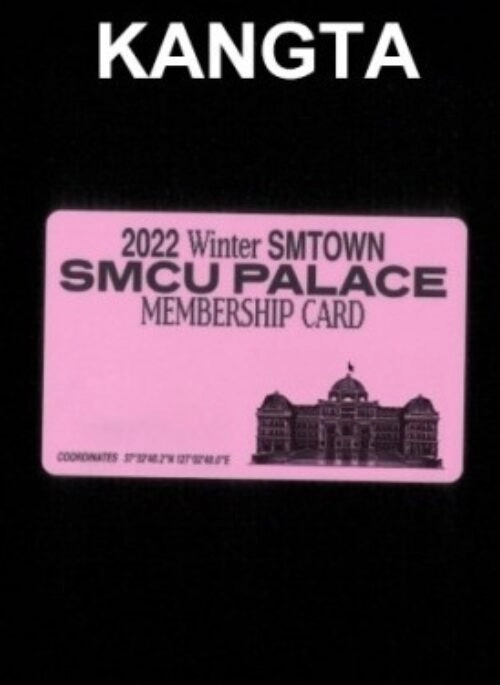 KANGTA
2022 Winter SMTOWN
SMCU PALACE
MEMBERSHIP CARD
COORDINATES